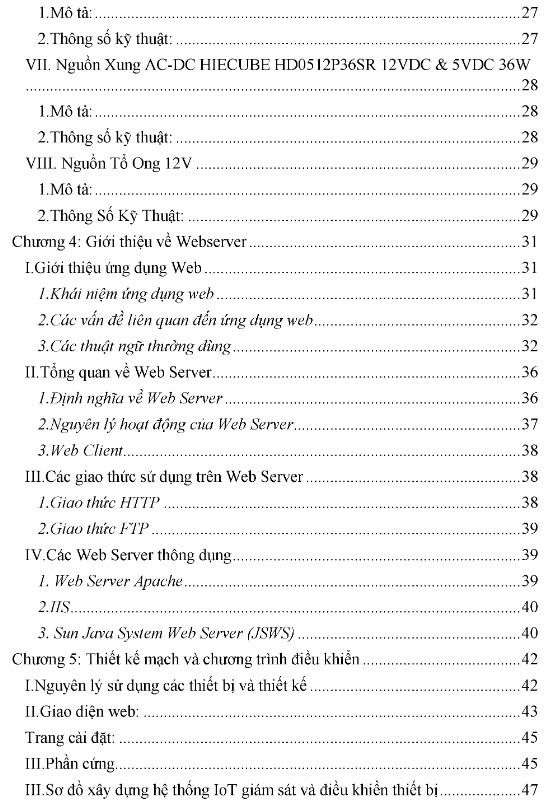 1.Mô tả: 27
2.Thông số kỹ thuật: 27
VII. Nguồn Xung AC-DC HIECUBE HD0512P36SR 12VDC & 5VDC 36W
28
1.Mô tả: 28
2.Thông số kỹ thuật: 28
VIII. Nguồn Tổ Ong 12V 29
1.Mô tả: 29
2.Thông Số Kỹ Thuật: 29
Chương 4: Giới thiệu về Webserver 31
I.Giới thiệu ứng dụng Web 31
1.Khái niệm ứng dụng web 31
2.Các vấn đề liên quan đến ứng dụng web 32
3.Các thuật ngữ thường dùng 32
II.Tổng quan về Web Server 36
1.Định nghĩa về Web Server 36
2.Nguyên lý hoạt động của Web Server 37
3.Web Client 38
III.Các giao thức sử dụng trên Web Server 38
1.Giao thức HTTP 38
2.Giao thức FTP 39
IV.Các Web Server thông dụng 39
1. Web Server Apache 39
2.IIS 40
3. Sun Java System Web Server (JSWS) 40
Chương 5: Thiết kế mạch và chương trình điều khiển 42
I.Nguyên lý sử dụng các thiết bị và thiết kế 42
II.Giao diện web: 43
Trang cài đặt: 45
III.Phần cứng 45
III.Sơ đồ xây dựng hệ thống IoT giám sát và điều khiển thiết bị 47